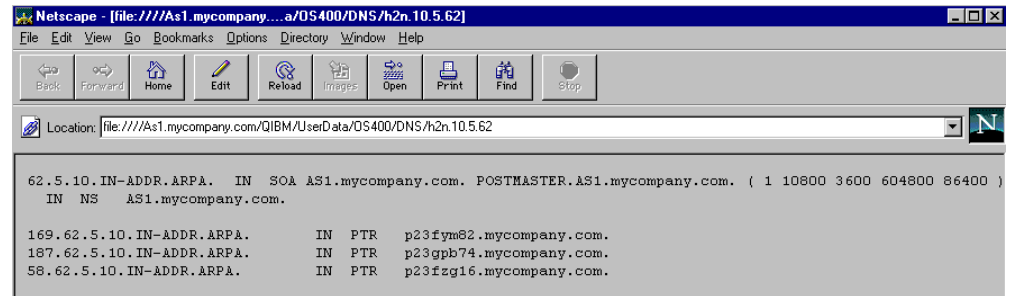 Netscape - [file:////As1.mycompany....a/OS400/DNS/h2n.10.5.62]
File Edit View Go Bookmarks Options Directory Window Help
Back Forward Home Edit Reload Images Open Print Find Stop
Location: file:////As1.mycompany.com/QIBM/UserData/OS400/DNS/h2n.10.5.62 N
62.5.10.IN-ADDR.ARPA. IN SOA AS1.mycompany.com. POSTMASTER.AS1.mycompany.com. ( 1 10800 3600 604800 86400 )
IN NS AS1.mycompany.com.
169.62.5.10.IN-ADDR.ARPA. IN PTR p23fym82.mycompany.com.
187.62.5.10.IN-ADDR.ARPA. IN PTR p23gpb74.mycompany.com.
58.62.5.10.IN-ADDR.ARPA. IN PTR p23fzg16.mycompany.com.